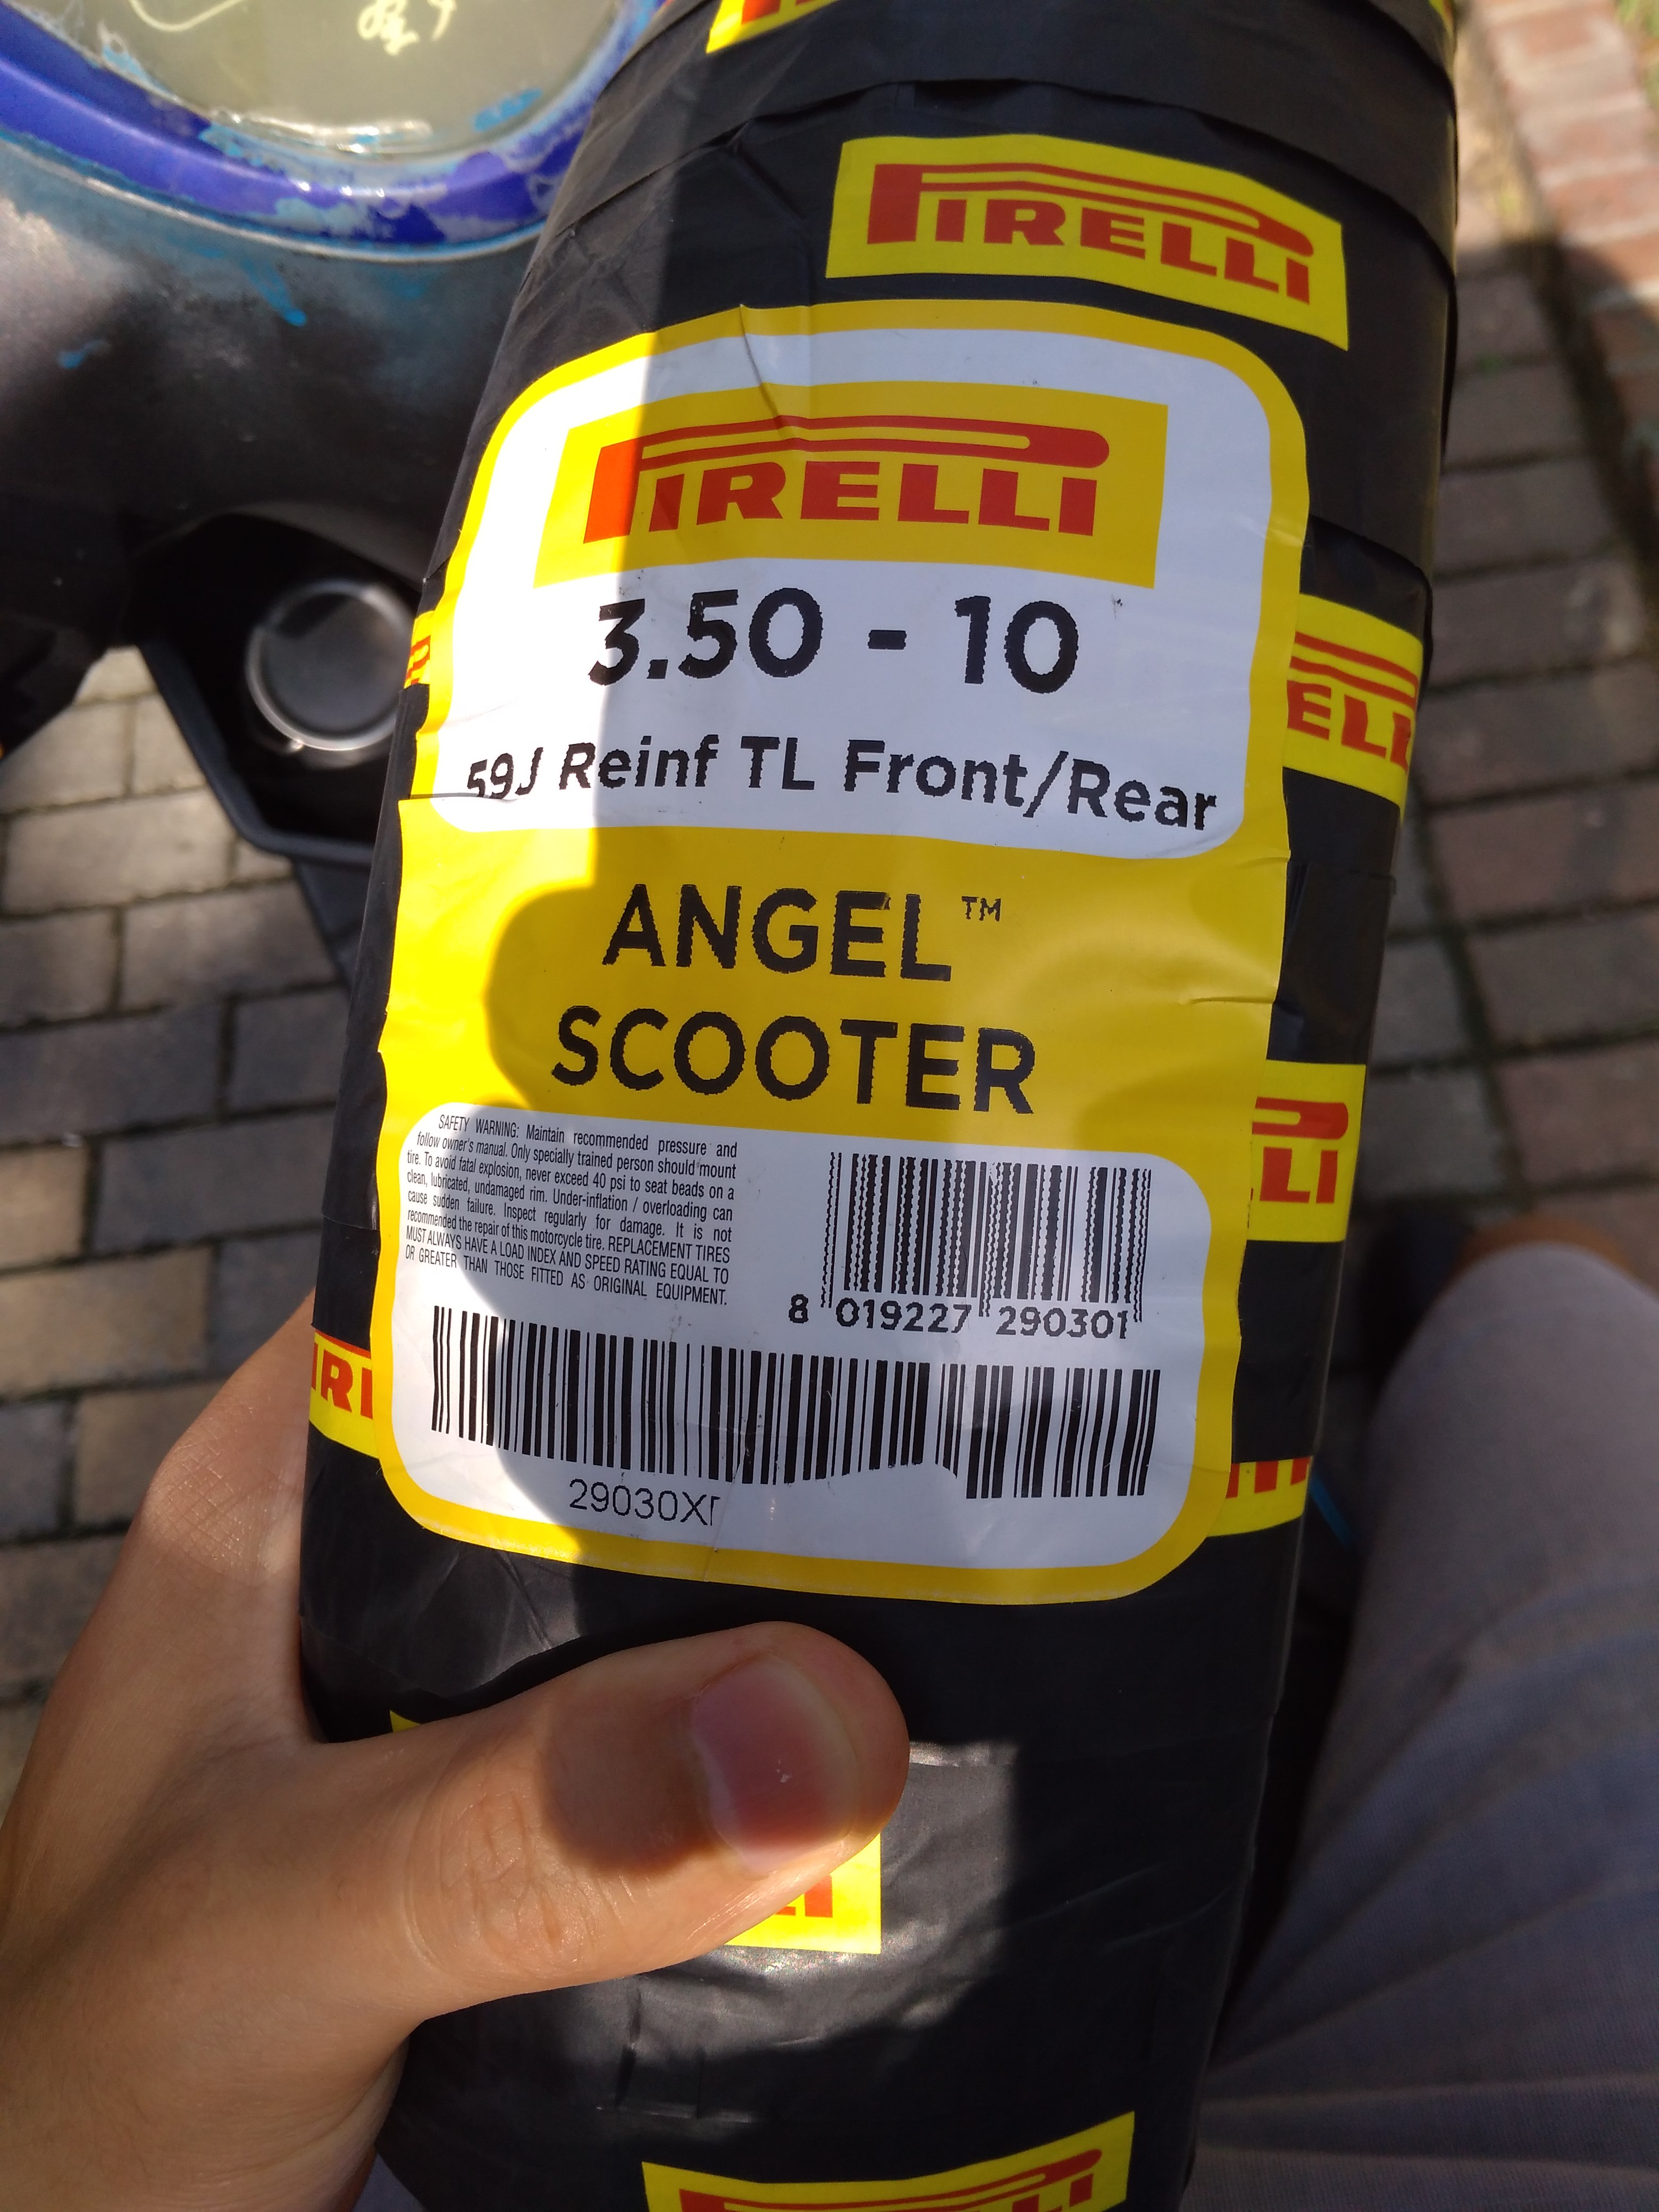 PIRELLI
PIRELLI
3.50 - 10
59J Reinf TL Front/Rear
ANGEL™
SCOOTER
SAFETY WARNING: Maintain recommended pressure and
follow owner's manual. Only specially trained person should mount
tire. To avoid fatal explosion, never exceed 40 psi to seat beads on a
clean, lubricated, undamaged rim. Under-inflation / overloading can
cause sudden failure. Inspect regularly for damage. It is not
recommended the repair of this motorcycle tire. REPLACEMENT TIRES
MUST ALWAYS HAVE A LOAD INDEX AND SPEED RATING EQUAL TO
OR GREATER THAN THOSE FITTED AS ORIGINAL EQUIPMENT.
8 019227 290301
29030X